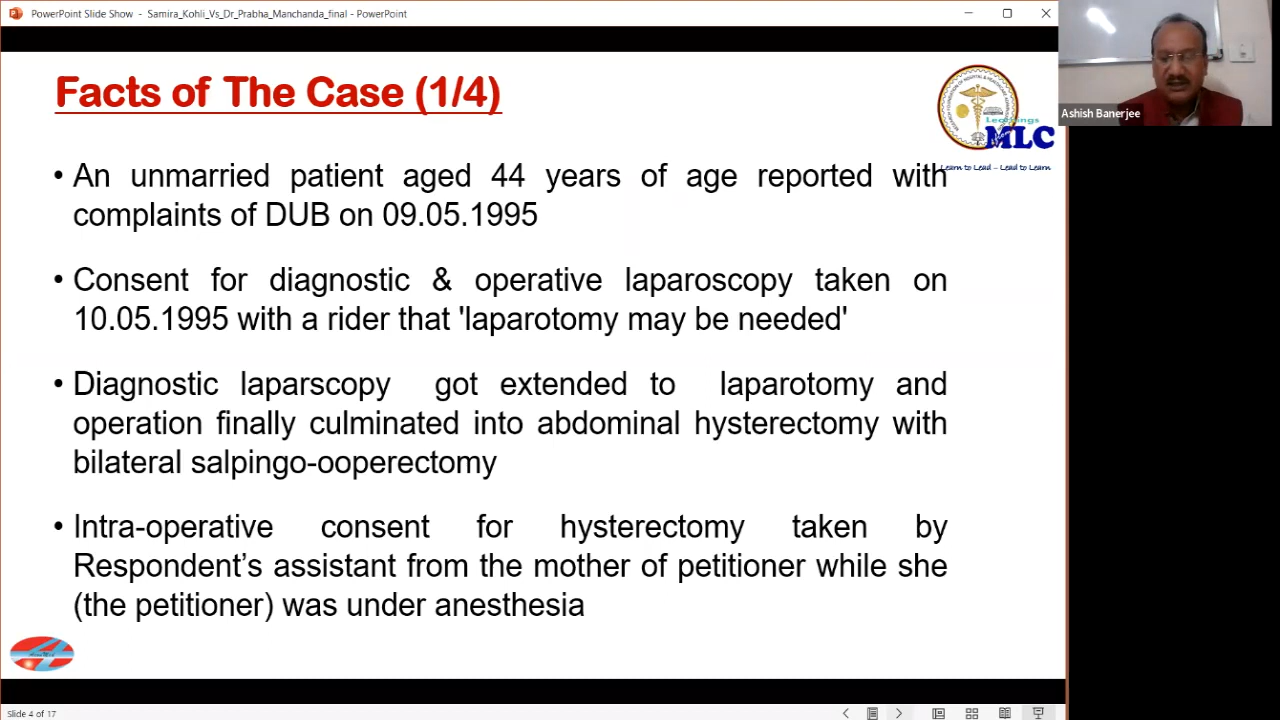 PowerPoint Slide Show - Samira_Kohli_Vs_Dr_Prabha_Manchanda_final - PowerPoint
Facts of The Case (1/4)
Learnings
MLC
Learn to Lead – Lead to Learn
Ashish Banerjee
• An unmarried patient aged 44 years of age reported with
complaints of DUB on 09.05.1995
• Consent for diagnostic & operative laparoscopy taken on
10.05.1995 with a rider that 'laparotomy may be needed'
• Diagnostic laparscopy got extended to laparotomy and
operation finally culminated into abdominal hysterectomy with
bilateral salpingo-ooperectomy
• Intra-operative consent for hysterectomy taken by
Respondent’s assistant from the mother of petitioner while she
(the petitioner) was under anesthesia
Slide 4 of 17